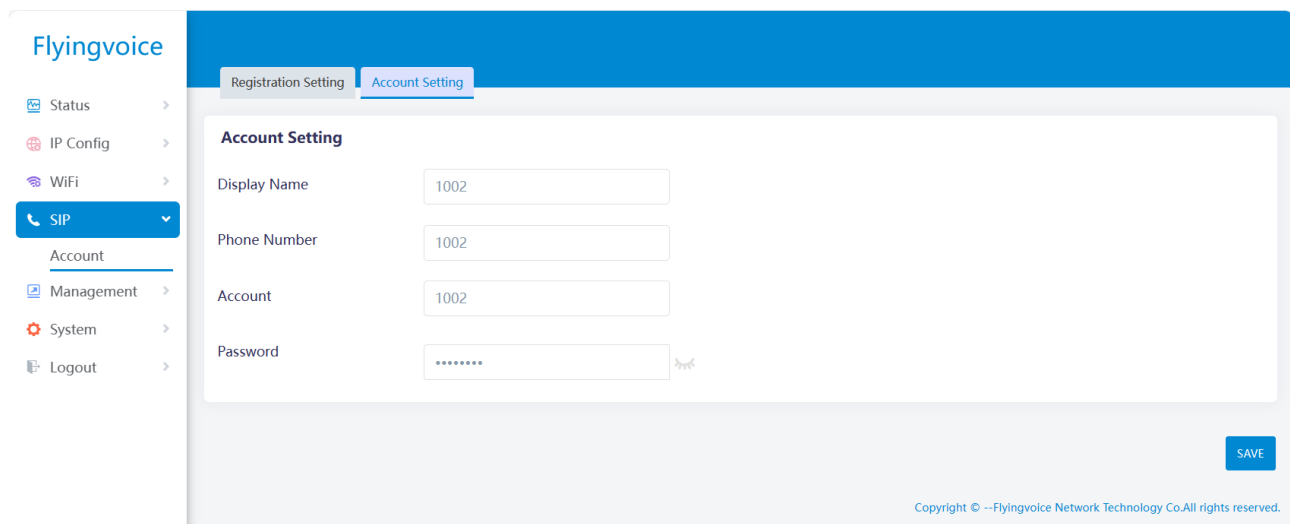 Flyingvoice
Registration Setting
Account Setting
Status
IP Config
WiFi
SIP
Account
Management
System
Logout
Account Setting
Display Name
1002
Phone Number
1002
Account
1002
Password
••••••••
SAVE
Copyright © --Flyingvoice Network Technology Co.All rights reserved.